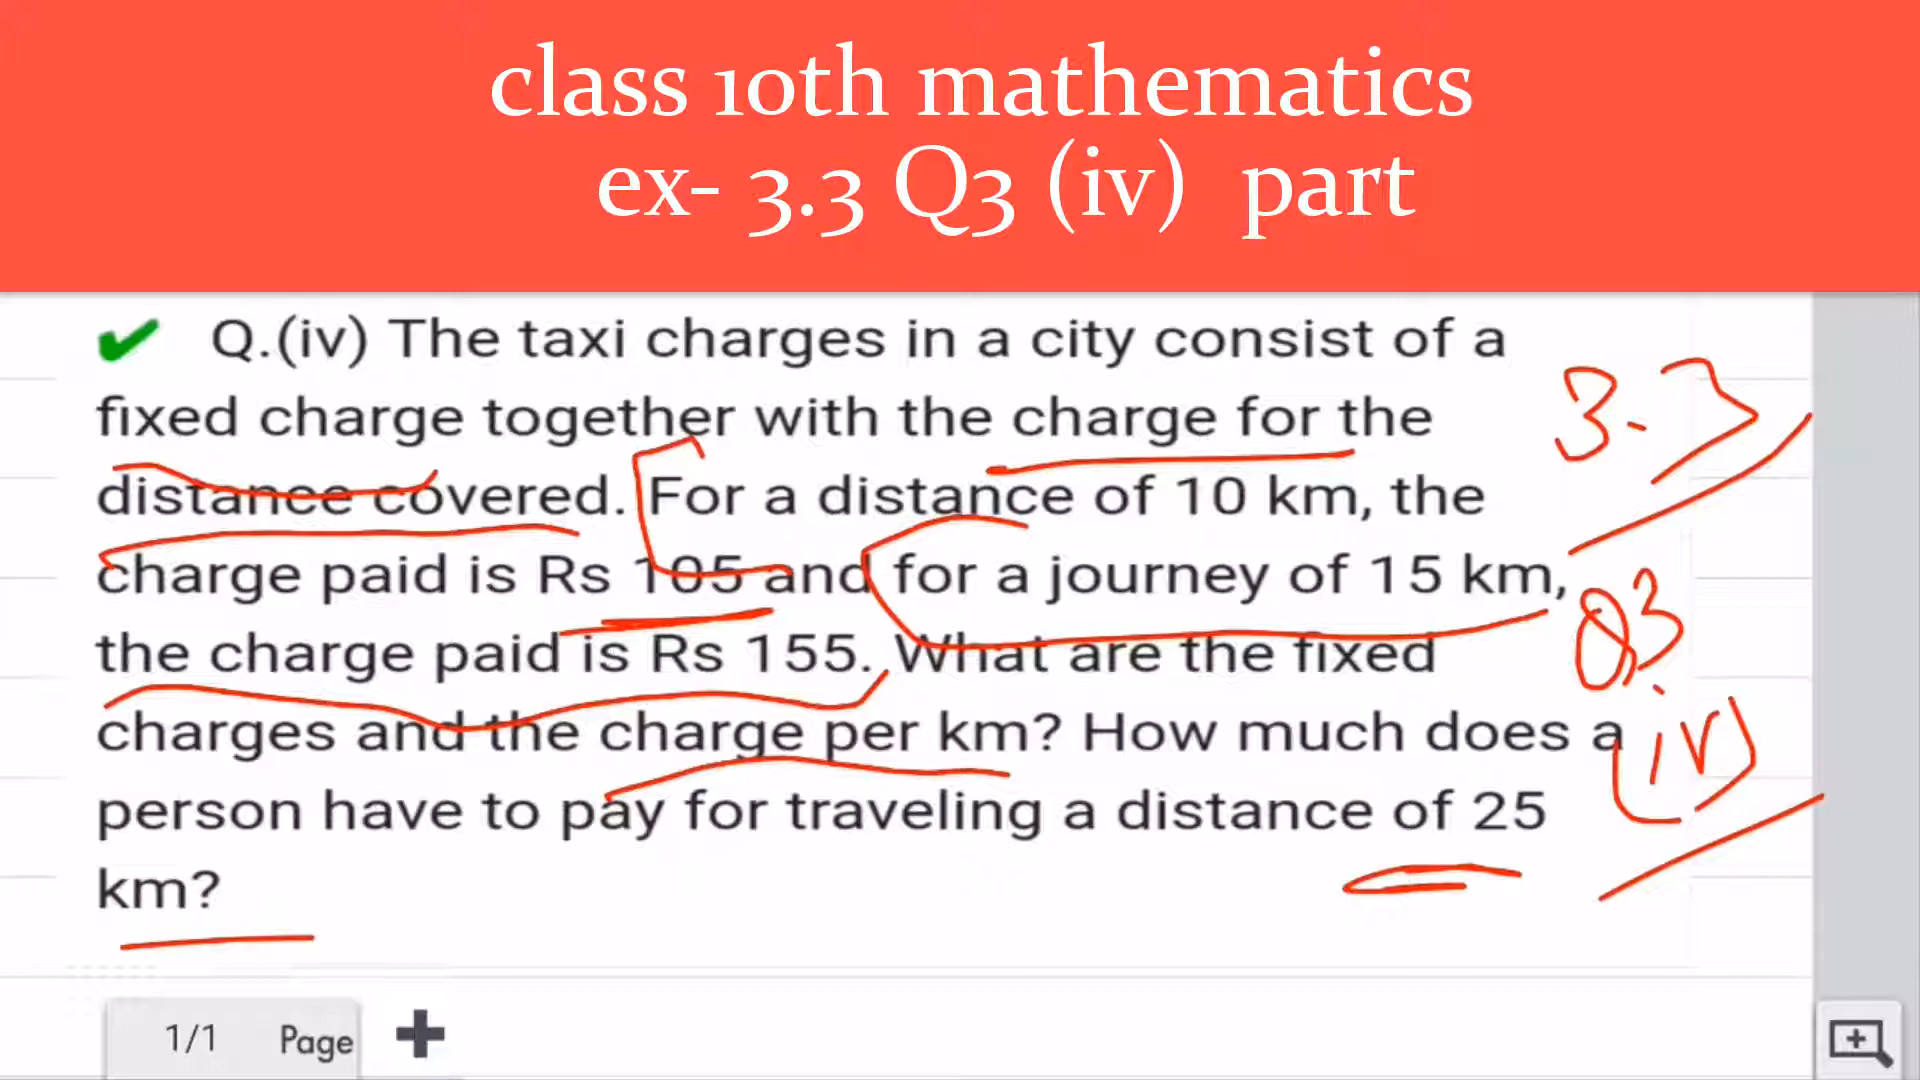 class 10th mathematics
ex- 3.3 Q3 (iv) part
Q.(iv) The taxi charges in a city consist of a
fixed charge together with the charge for the
distance covered. For a distance of 10 km, the
charge paid is Rs 105 and for a journey of 15 km,
the charge paid is Rs 155. What are the fixed
charges and the charge per km? How much does a
person have to pay for traveling a distance of 25
km?
3.3
Q3
(iv)
1/1 Page